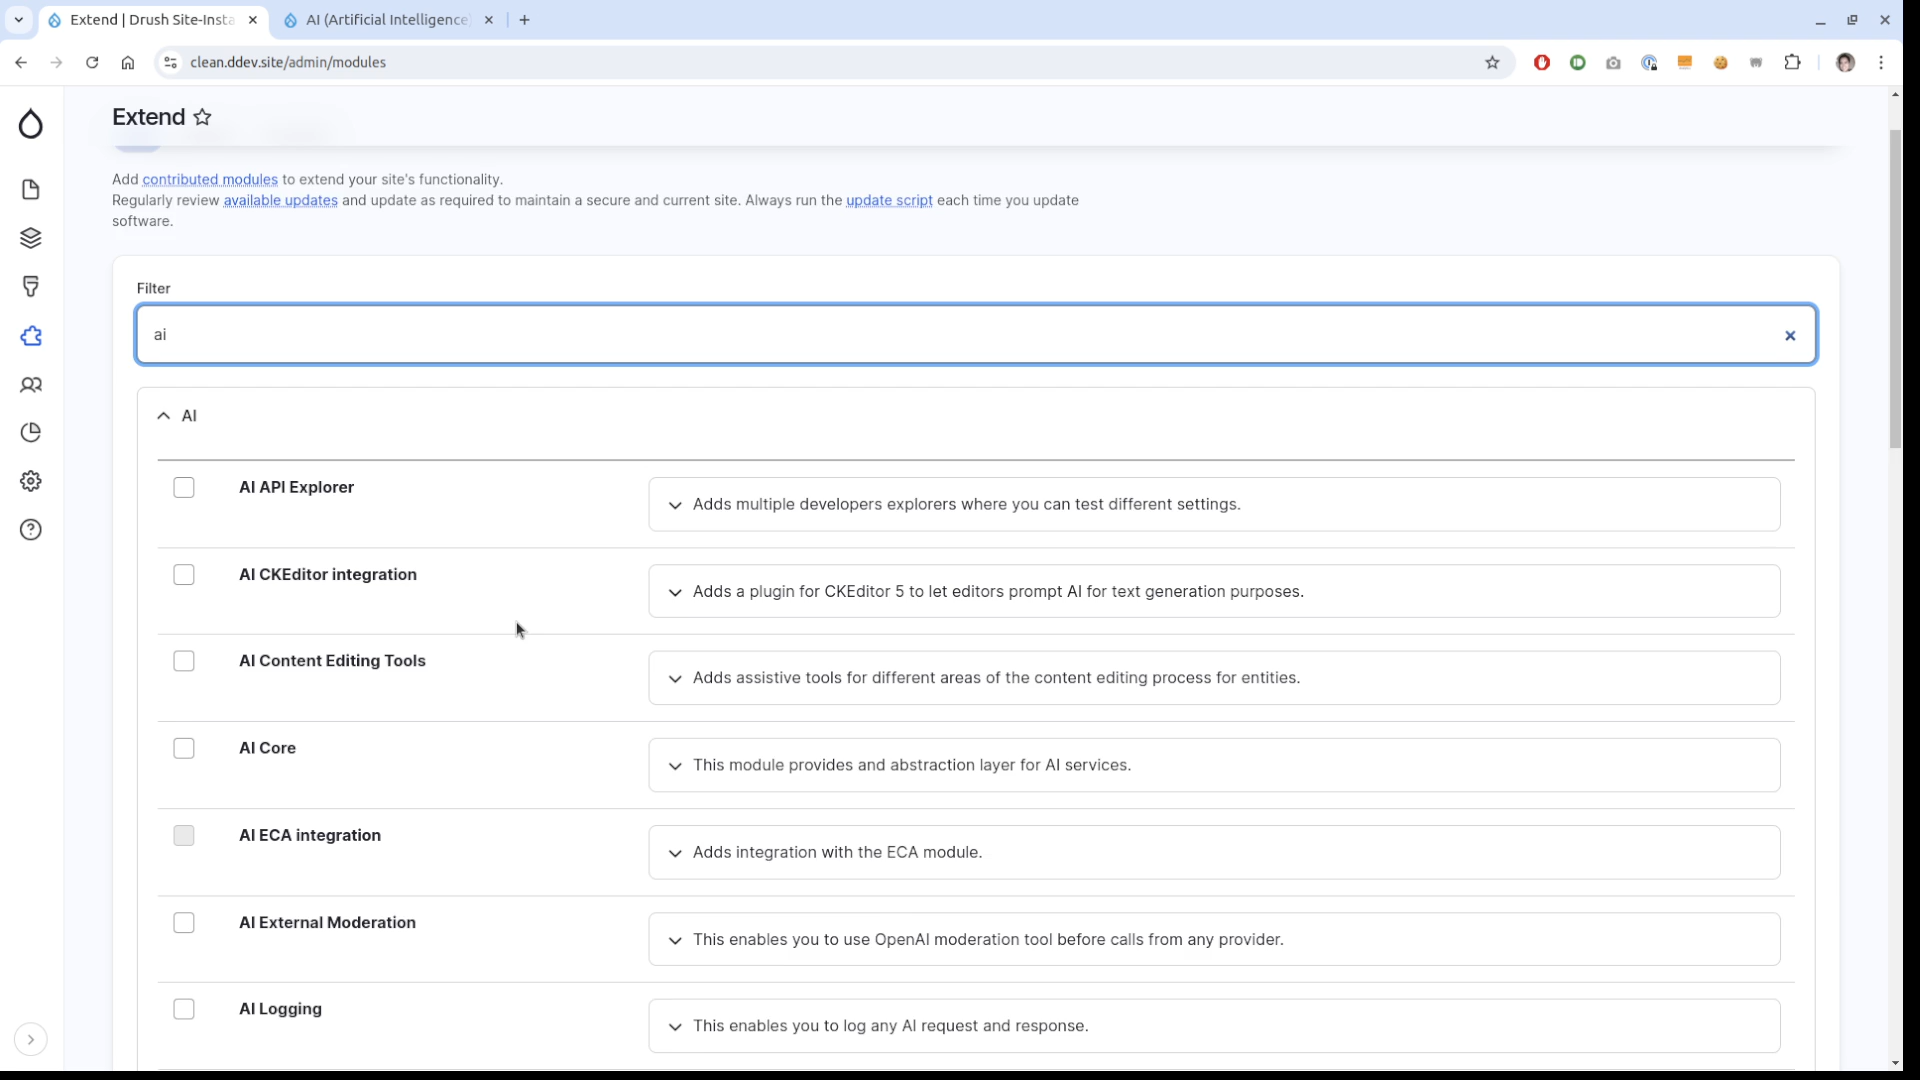 Extend | Drush Site-Insta
AI (Artificial Intelligence)
clean.ddev.site/admin/modules
Extend
Add contributed modules to extend your site's functionality.
Regularly review available updates and update as required to maintain a secure and current site. Always run the update script each time you update
software.
Filter
ai
AI
AI API Explorer
Adds multiple developers explorers where you can test different settings.
AI CKEditor integration
Adds a plugin for CKEditor 5 to let editors prompt AI for text generation purposes.
AI Content Editing Tools
Adds assistive tools for different areas of the content editing process for entities.
AI Core
This module provides and abstraction layer for AI services.
AI ECA integration
Adds integration with the ECA module.
AI External Moderation
This enables you to use OpenAI moderation tool before calls from any provider.
AI Logging
This enables you to log any AI request and response.